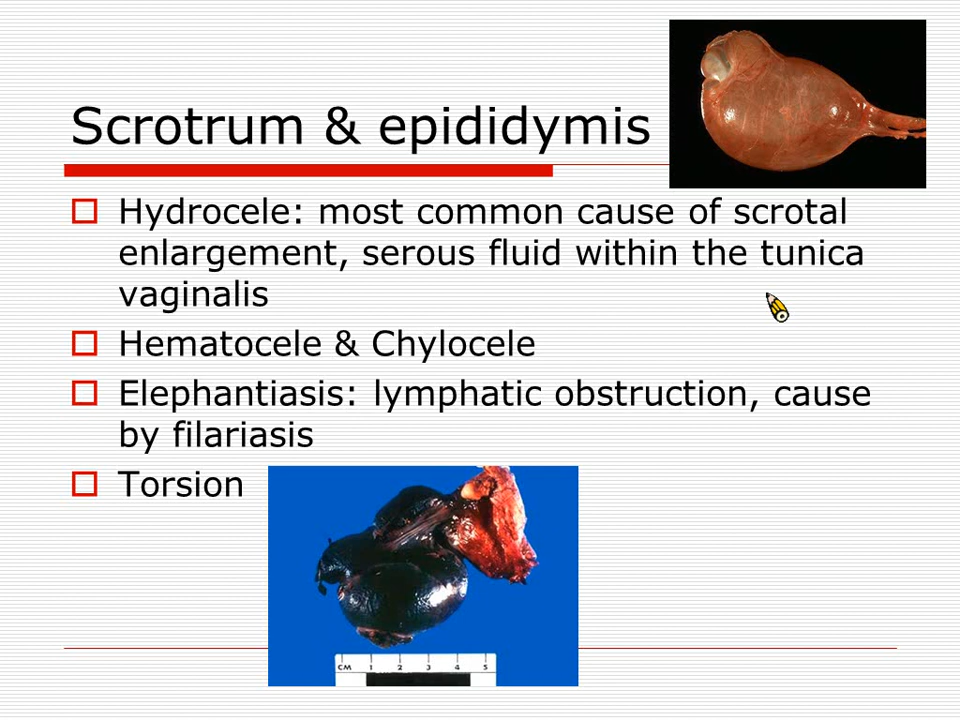 Scrotrum & epididymis
Hydrocele: most common cause of scrotal
enlargement, serous fluid within the tunica
vaginalis
Hematocele & Chylocele
Elephantiasis: lymphatic obstruction, cause
by filariasis
Torsion
CM 1 2 3 4 5